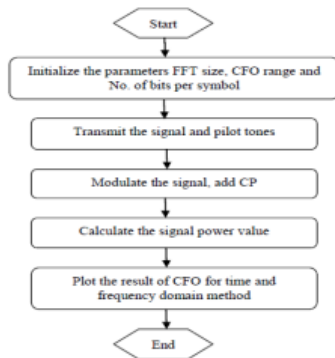 Start
Initialize the parameters FFT size, CFO range and
No. of bits per symbol
Transmit the signal and pilot tones
Modulate the signal, add CP
Calculate the signal power value
Plot the result of CFO for time and
frequency domain method
End